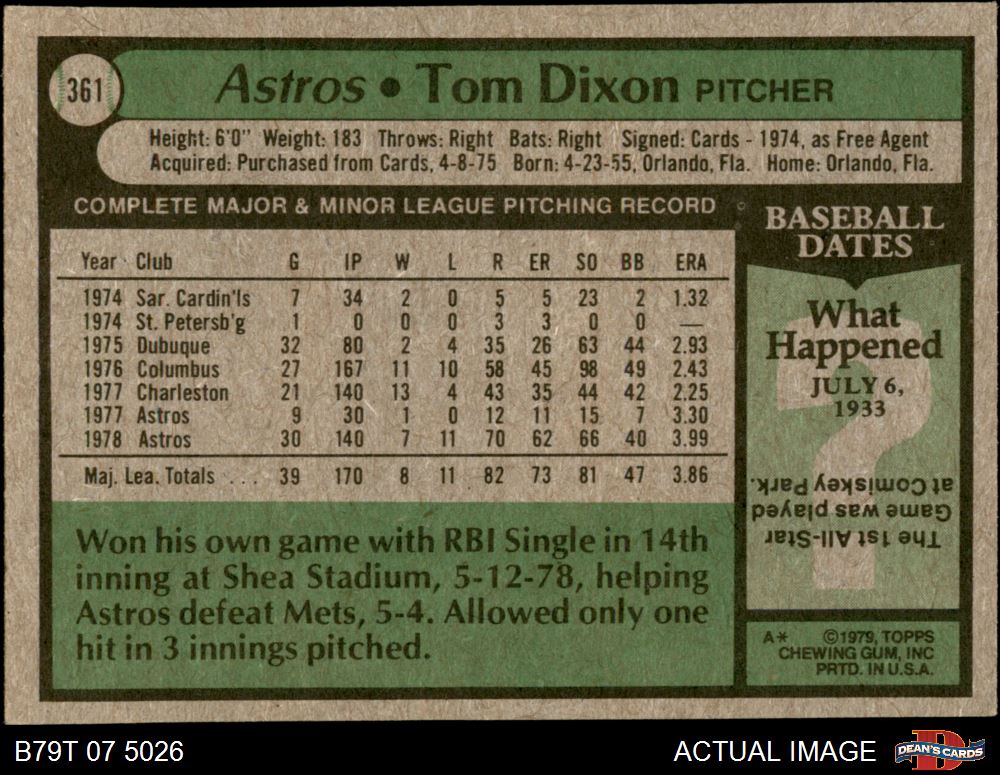 361
Astros • Tom Dixon PITCHER
Height: 6'0" Weight: 183 Throws: Right Bats: Right Signed: Cards - 1974, as Free Agent
Acquired: Purchased from Cards, 4-8-75 Born: 4-23-55, Orlando, Fla. Home: Orlando, Fla.
COMPLETE MAJOR & MINOR LEAGUE PITCHING RECORD
Year Club G IP W L R ER SO BB ERA
1974 Sar. Cardin'ls 7 34 2 0 5 5 23 2 1.32
1974 St. Petersb'g 1 0 0 0 3 3 0 0 —
1975 Dubuque 32 80 2 4 35 26 63 44 2.93
1976 Columbus 27 167 11 10 58 45 98 49 2.43
1977 Charleston 21 140 13 4 43 35 44 42 2.25
1977 Astros 9 30 1 0 12 11 15 7 3.30
1978 Astros 30 140 7 11 70 62 66 40 3.99
Maj. Lea. Totals . . . 39 170 8 11 82 73 81 47 3.86
Won his own game with RBI Single in 14th
inning at Shea Stadium, 5-12-78, helping
Astros defeat Mets, 5-4. Allowed only one
hit in 3 innings pitched.
BASEBALL
DATES
What
Happened
JULY 6,
1933
?
The 1st All-Star
Game was played
at Comiskey Park.
A* ©1979, TOPPS
CHEWING GUM, INC
PRTD. IN U.S.A.
B79T 07 5026
ACTUAL IMAGE
D
DEAN'S CARDS